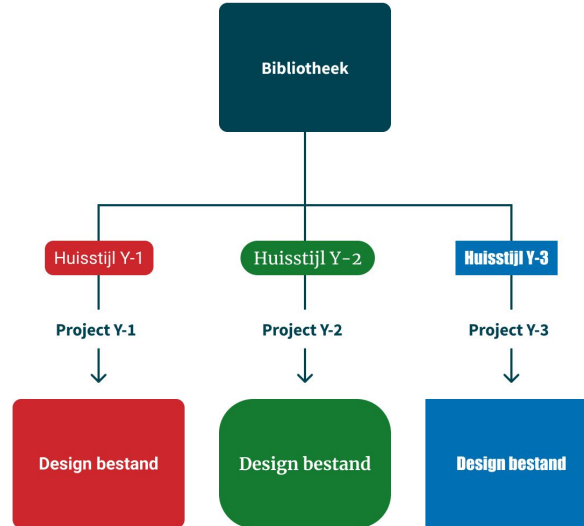 Bibliotheek
Huisstijl Y-1
Huisstijl Y-2
Huisstijl Y-3
Project Y-1
Project Y-2
Project Y-3
Design bestand
Design bestand
Design bestand